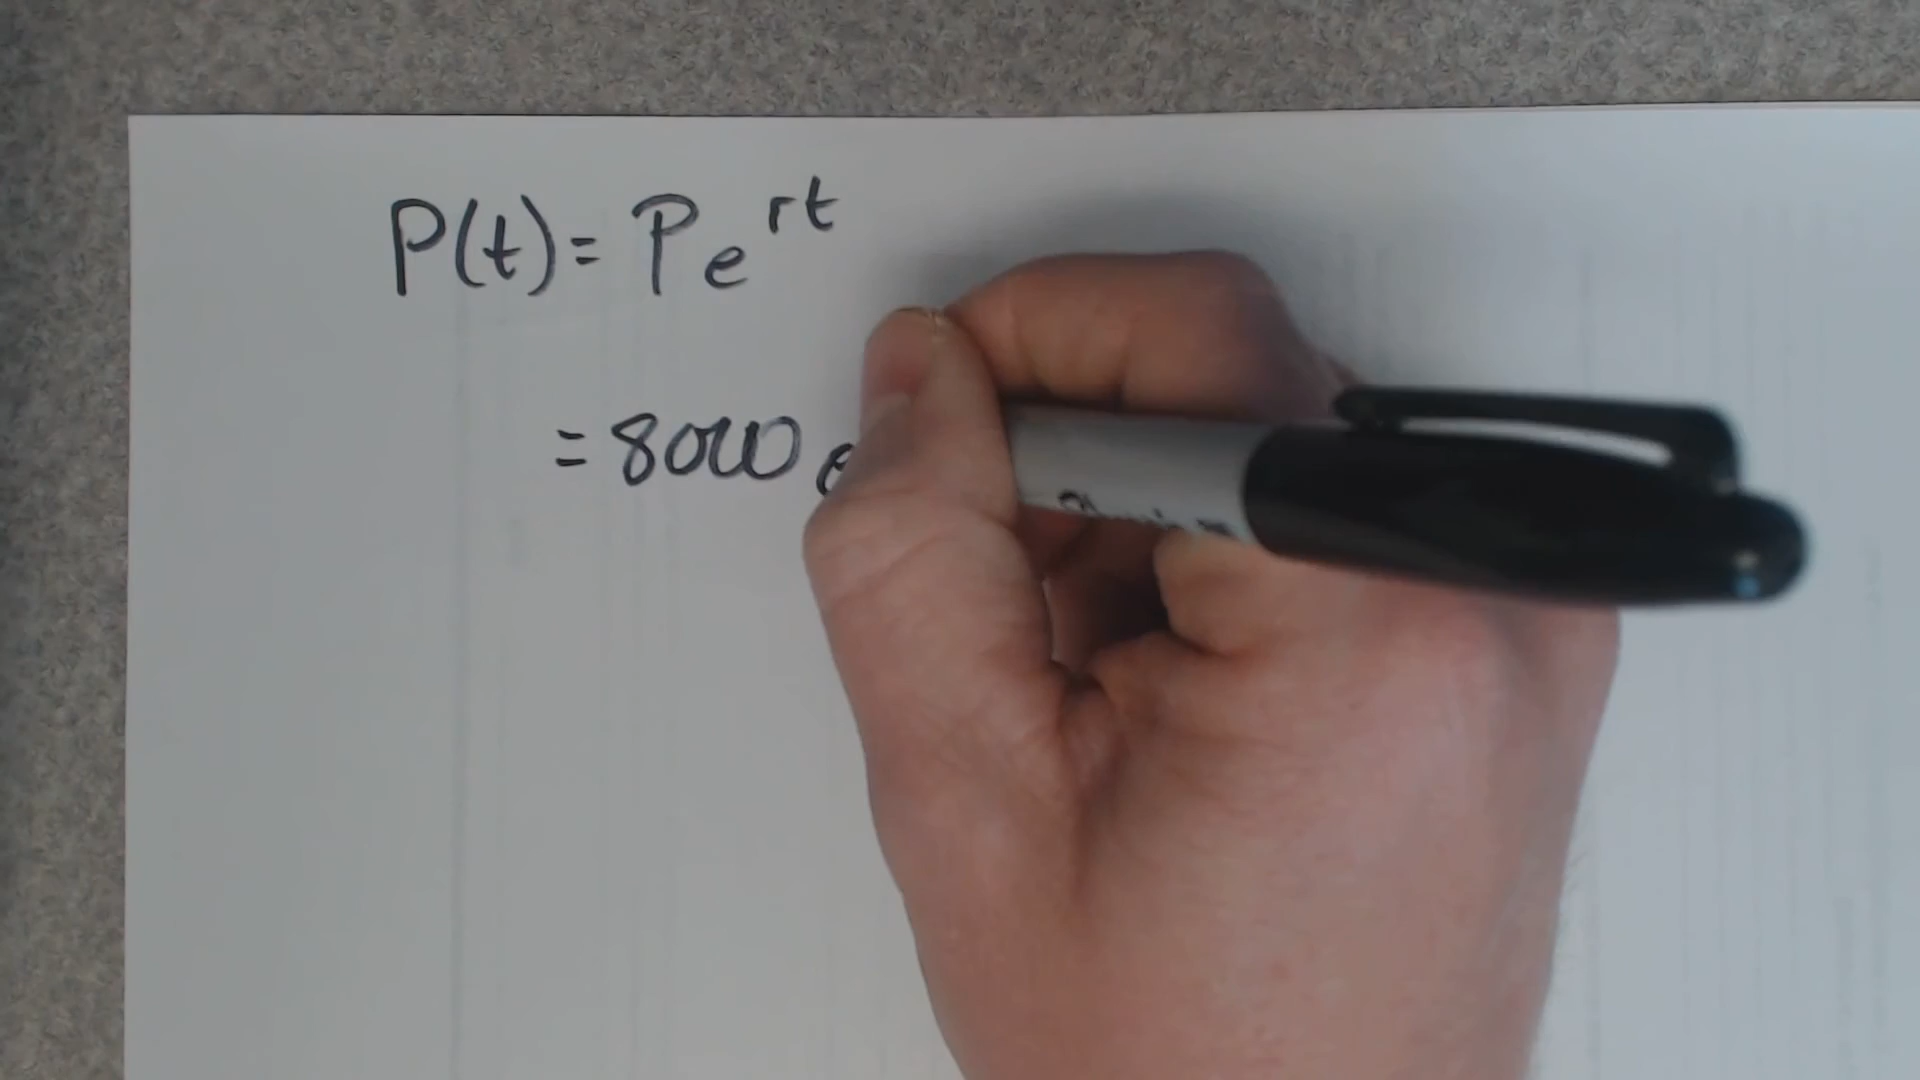 P(t) = Pe^rt
= 8000 e